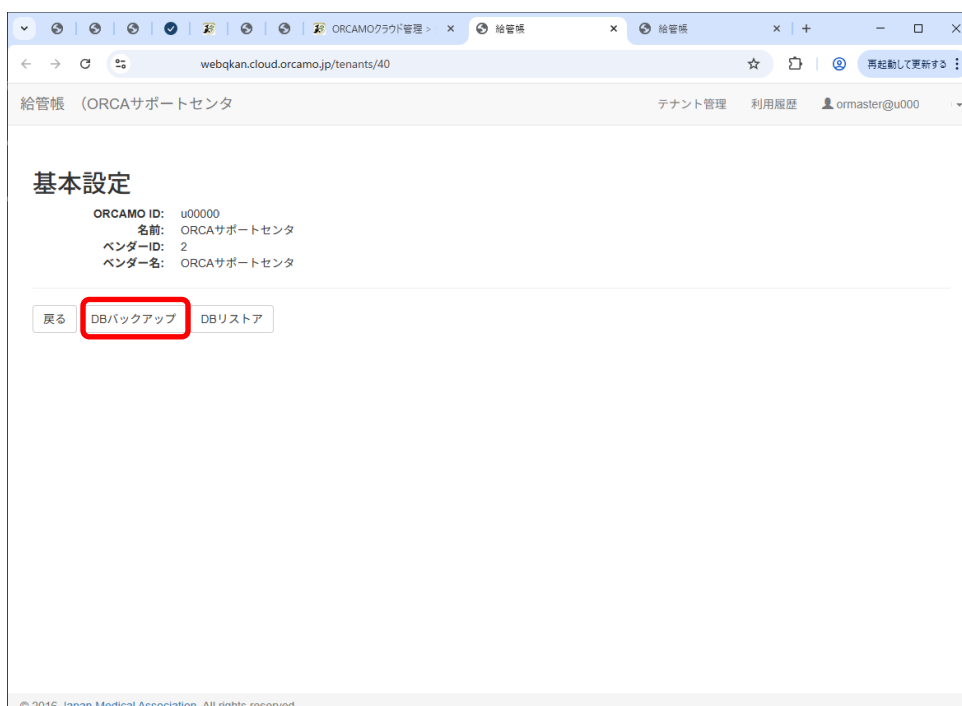 ORCAMOクラウド管理 >
給管帳
給管帳
webqkan.cloud.orcamo.jp/tenants/40
再起動して更新する
給管帳 (ORCAサポートセンタ
テナント管理
利用履歴
ormaster@u000
基本設定
ORCAMO ID: u00000
名前: ORCAサポートセンタ
ベンダーID: 2
ベンダー名: ORCAサポートセンタ
戻る
DBバックアップ
DBリストア
© 2016 Japan Medical Association. All rights reserved.